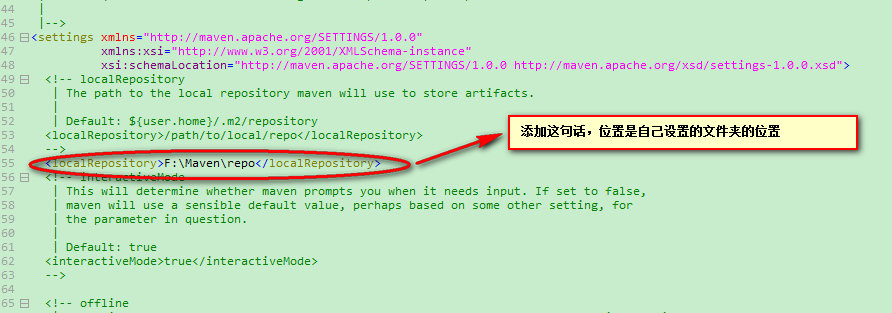 44 |
45 |-->
46 <settings xmlns="http://maven.apache.org/SETTINGS/1.0.0"
47 xmlns:xsi="http://www.w3.org/2001/XMLSchema-instance"
48 xsi:schemaLocation="http://maven.apache.org/SETTINGS/1.0.0 http://maven.apache.org/xsd/settings-1.0.0.xsd">
49 <!-- localRepository
50 | The path to the local repository maven will use to store artifacts.
51 |
52 | Default: ${user.home}/.m2/repository
53 <localRepository>/path/to/local/repo</localRepository>
54 -->
55 <localRepository>F:\Maven\repo</localRepository>
添加这句话，位置是自己设置的文件夹的位置
56 <!-- interactiveMode
57 | This will determine whether maven prompts you when it needs input. If set to false,
58 | maven will use a sensible default value, perhaps based on some other setting, for
59 | the parameter in question.
60 |
61 | Default: true
62 <interactiveMode>true</interactiveMode>
63 -->
64
65 <!-- offline